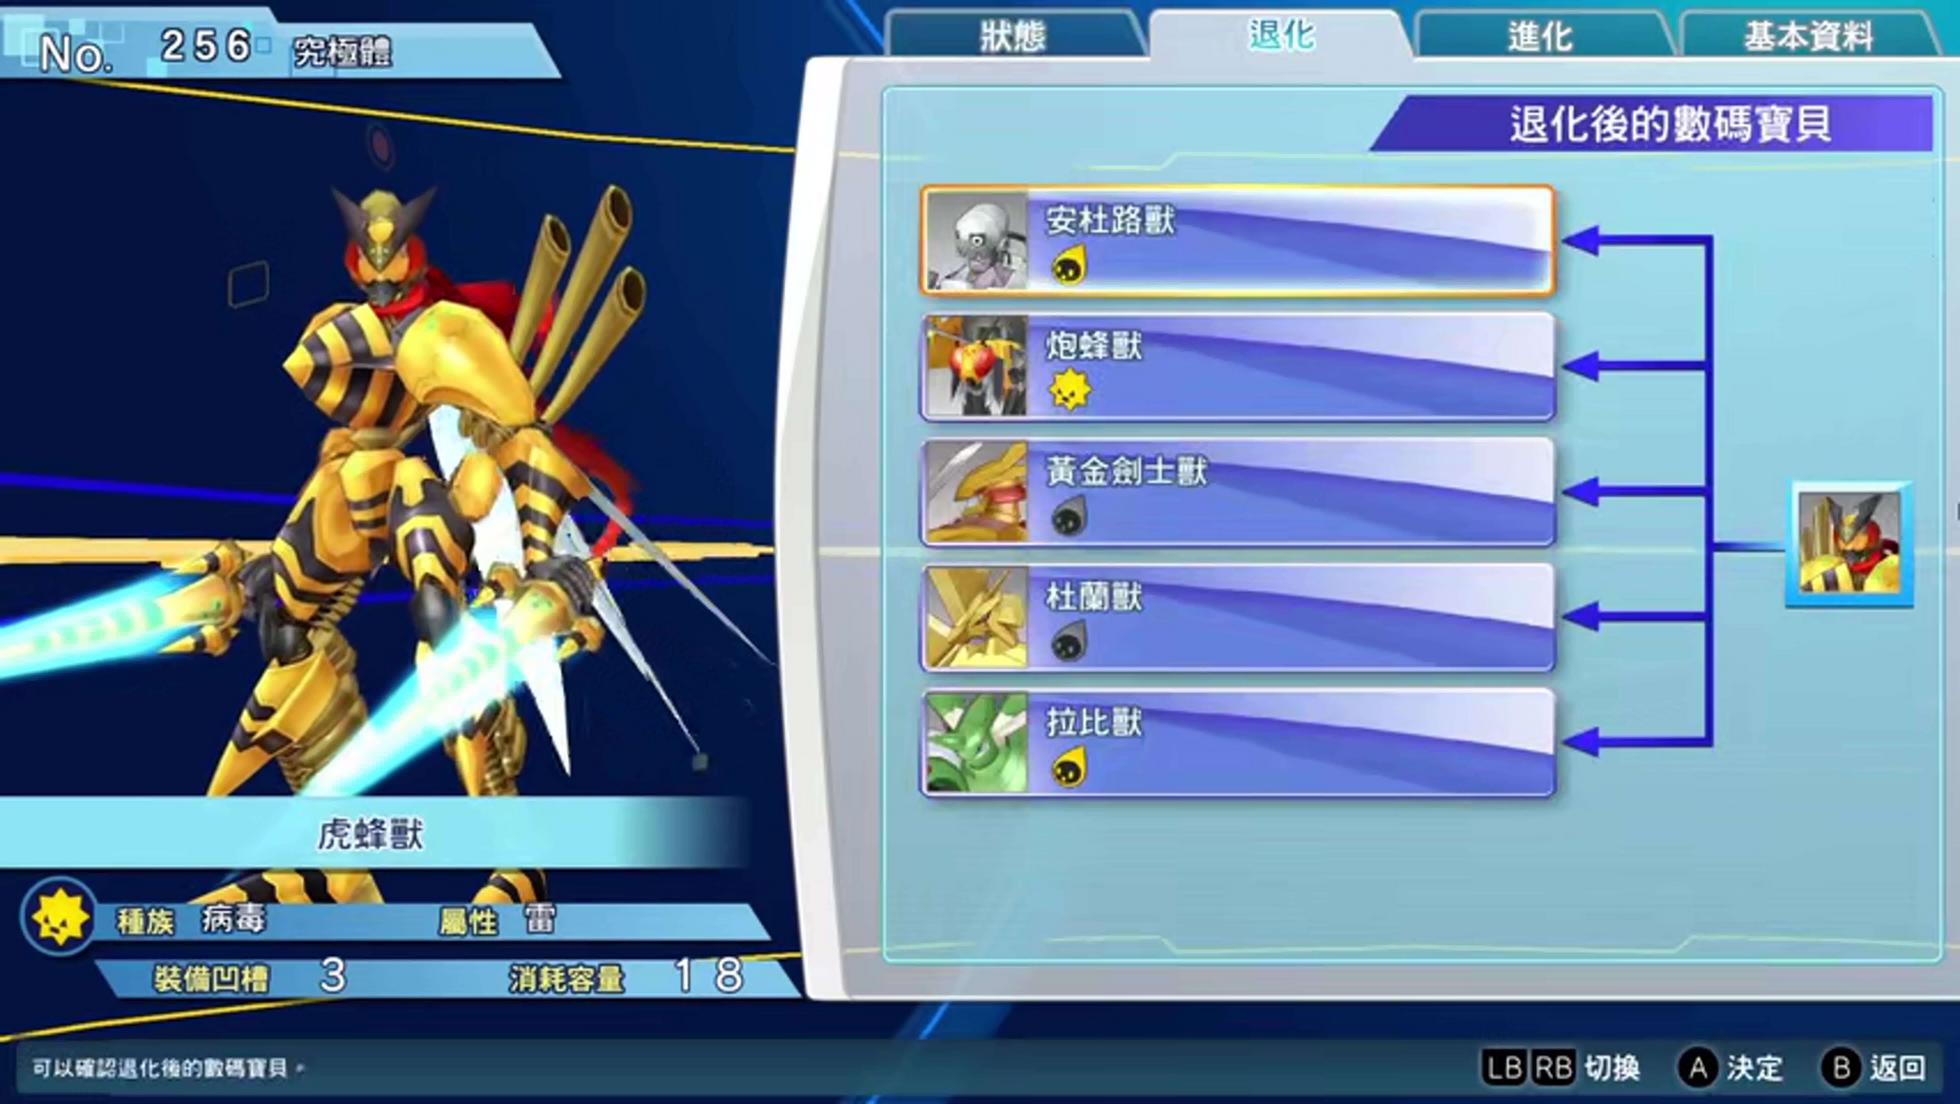 No. 256 究極體
狀態 退化 進化 基本資料
退化後的數碼寶貝
安杜路獸
炮蜂獸
黃金劍士獸
杜蘭獸
拉比獸
虎蜂獸
種族 病毒 屬性 雷
裝備凹槽 3 消耗容量 18
可以確認退化後的數碼寶貝。
LB RB 切換 A 決定 B 返回